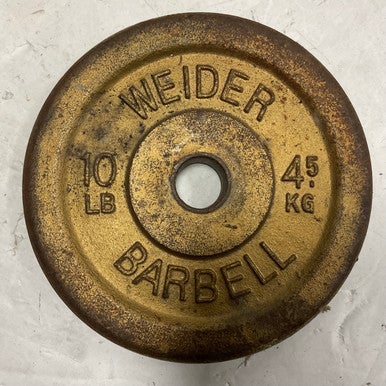 WEIDER
10
LB
4.5
KG
BARBELL